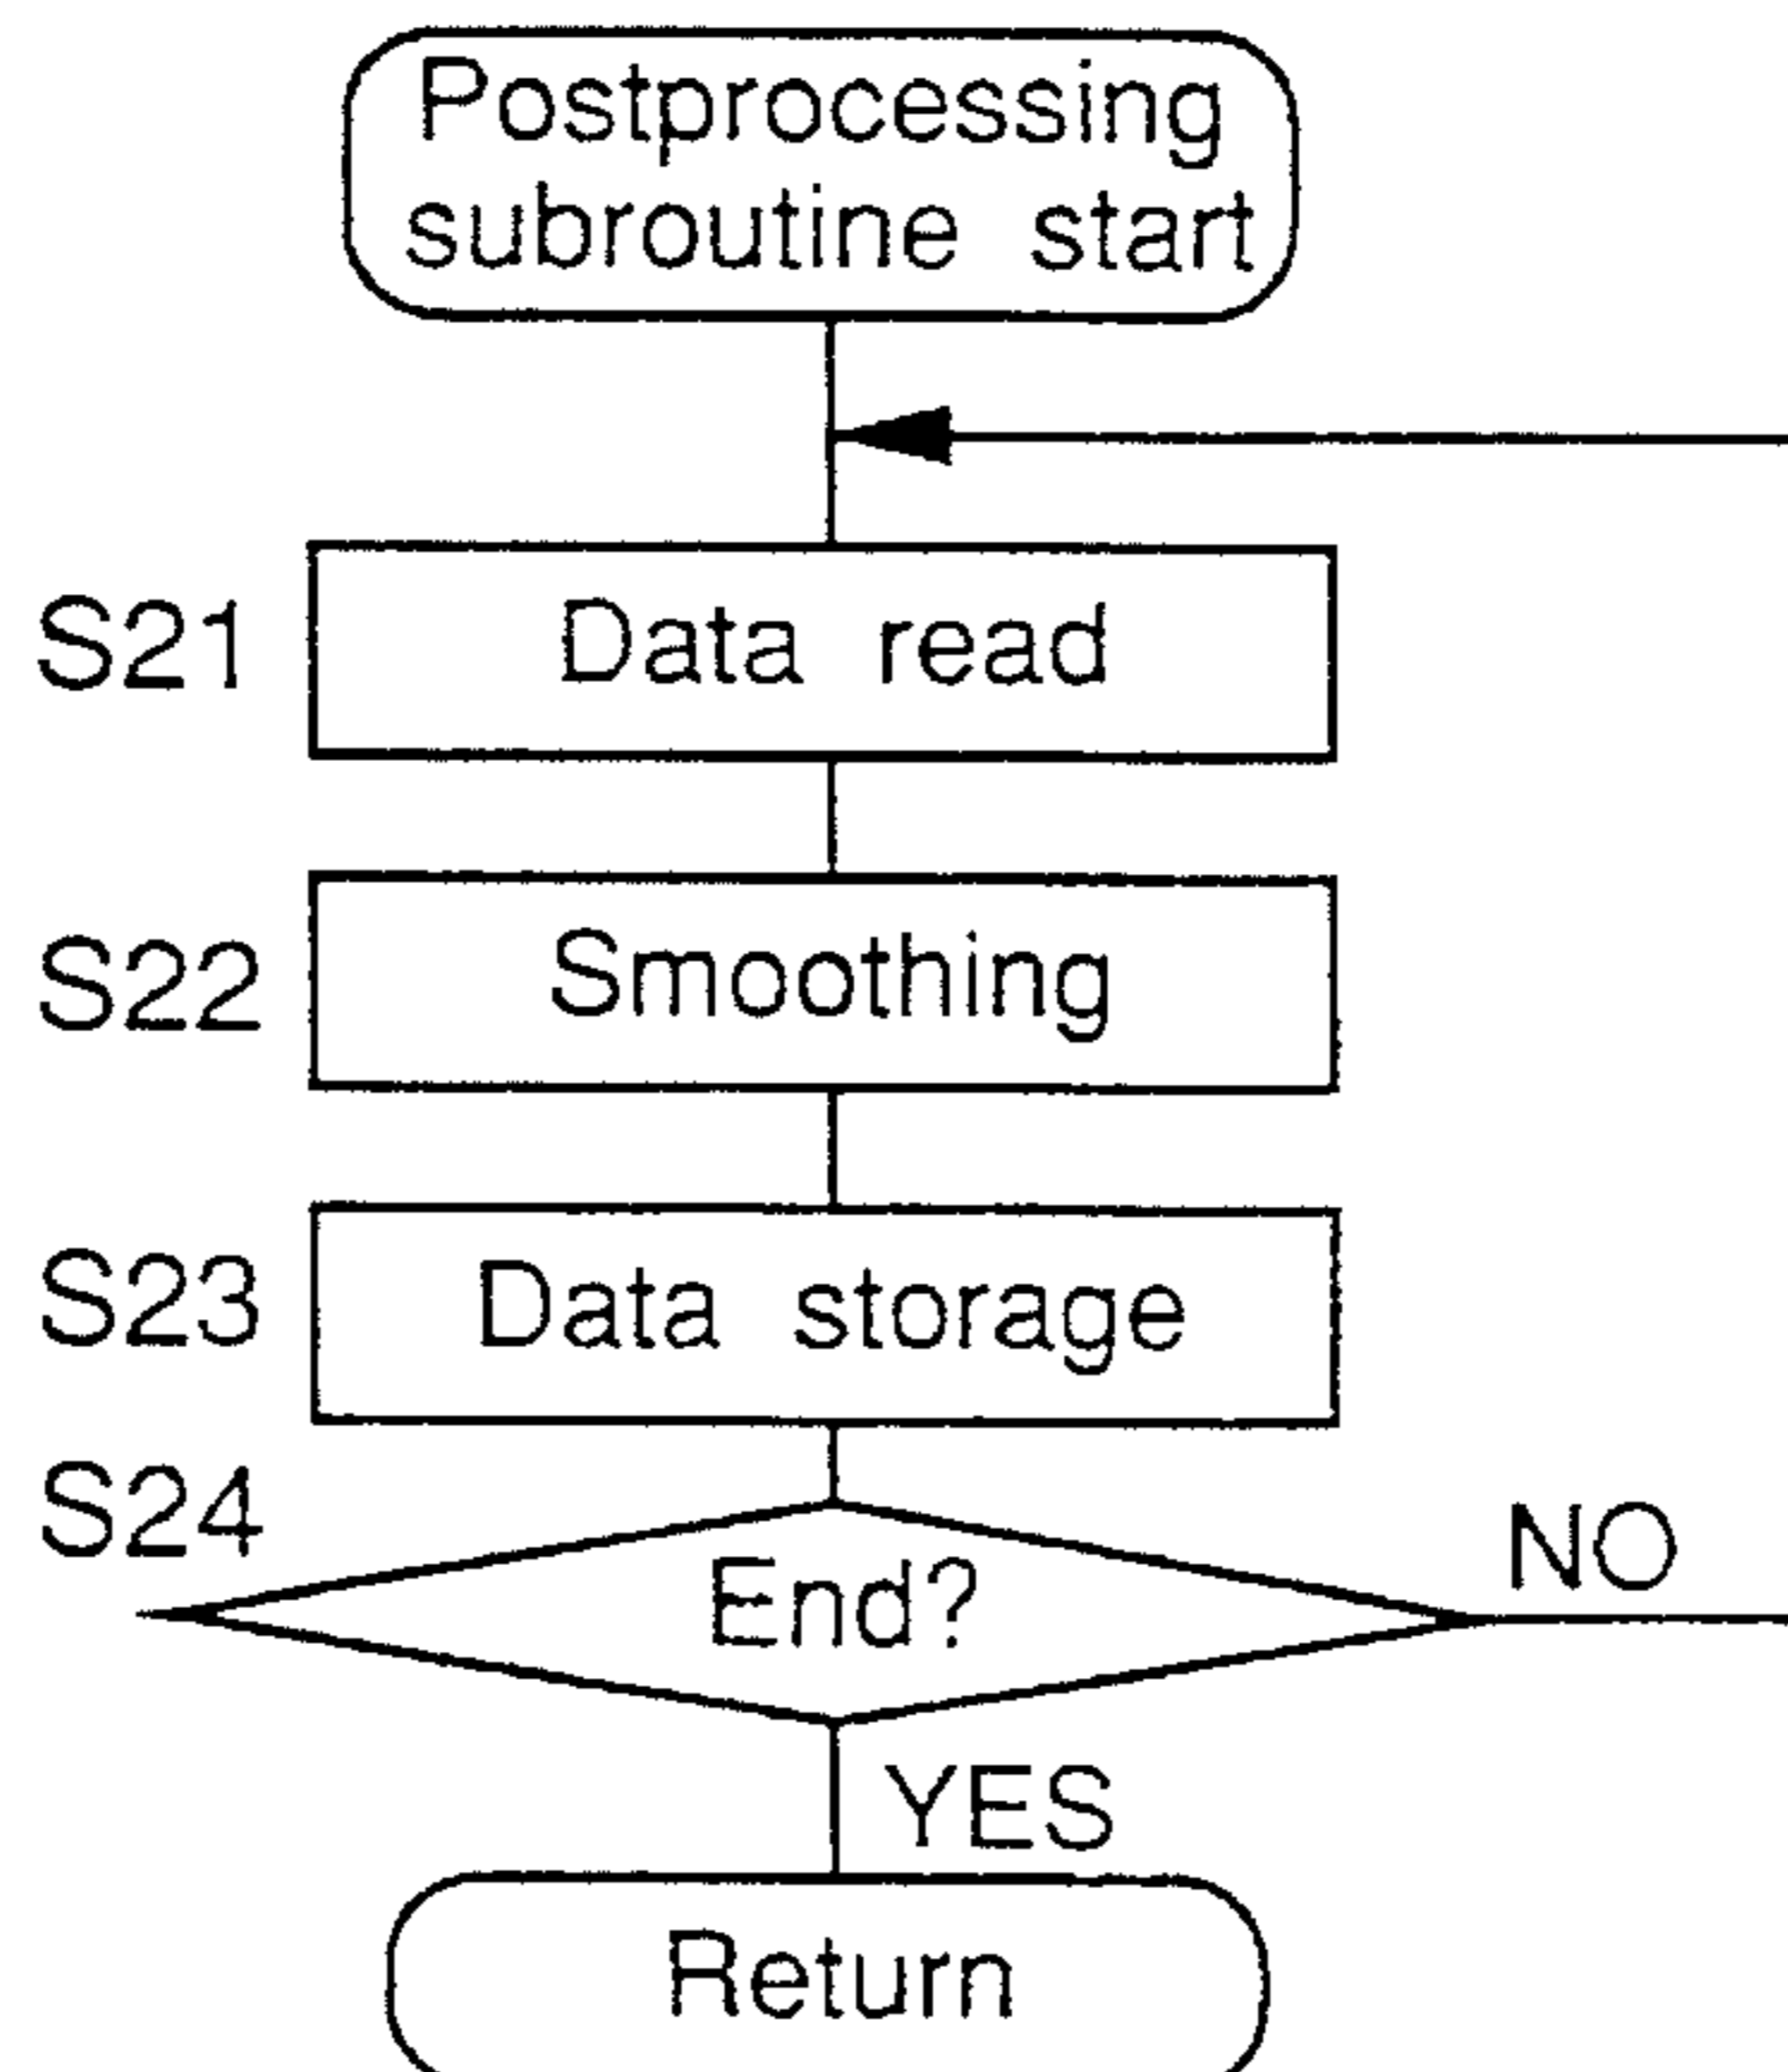 Postprocessing
subroutine start
S21
Data read
S22
Smoothing
S23
Data storage
S24
End?
NO
YES
Return